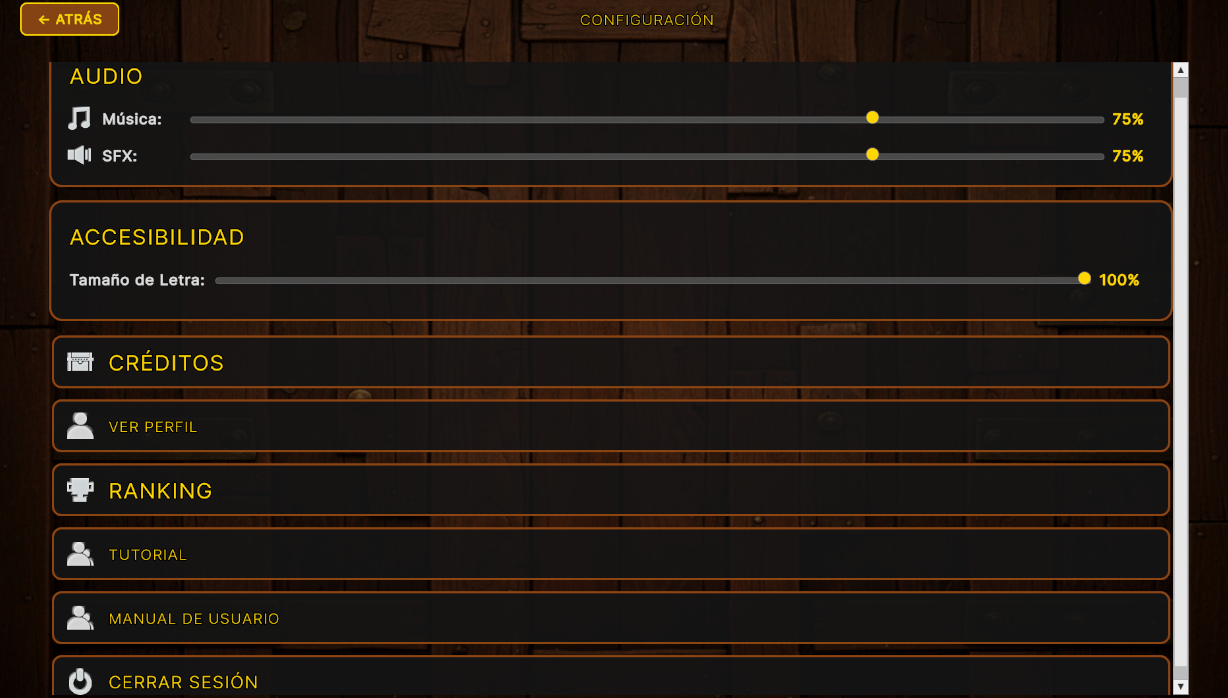 ← ATRÁS
CONFIGURACIÓN
AUDIO
Música: 75%
SFX: 75%
ACCESIBILIDAD
Tamaño de Letra: 100%
CRÉDITOS
VER PERFIL
RANKING
TUTORIAL
MANUAL DE USUARIO
CERRAR SESIÓN